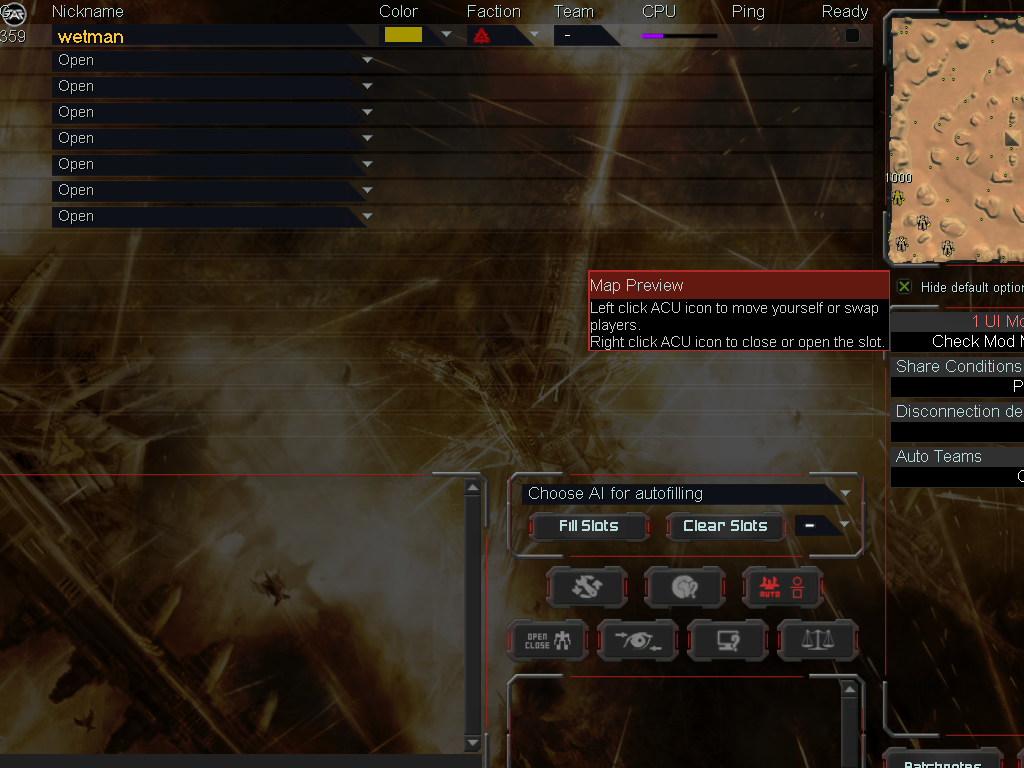 Nickname Color Faction Team CPU Ping Ready
359 wetman -
Open
Open
Open
Open
Open
Open
Open
1000
Map Preview
Left click ACU icon to move yourself or swap
players.
Right click ACU icon to close or open the slot.
Hide default option
1 UI Mo
Check Mod M
Share Conditions
P
Disconnection de
Auto Teams
Choose AI for autofilling
Fill Slots Clear Slots -
AUTO
OPEN
CLOSE
Patchnotes